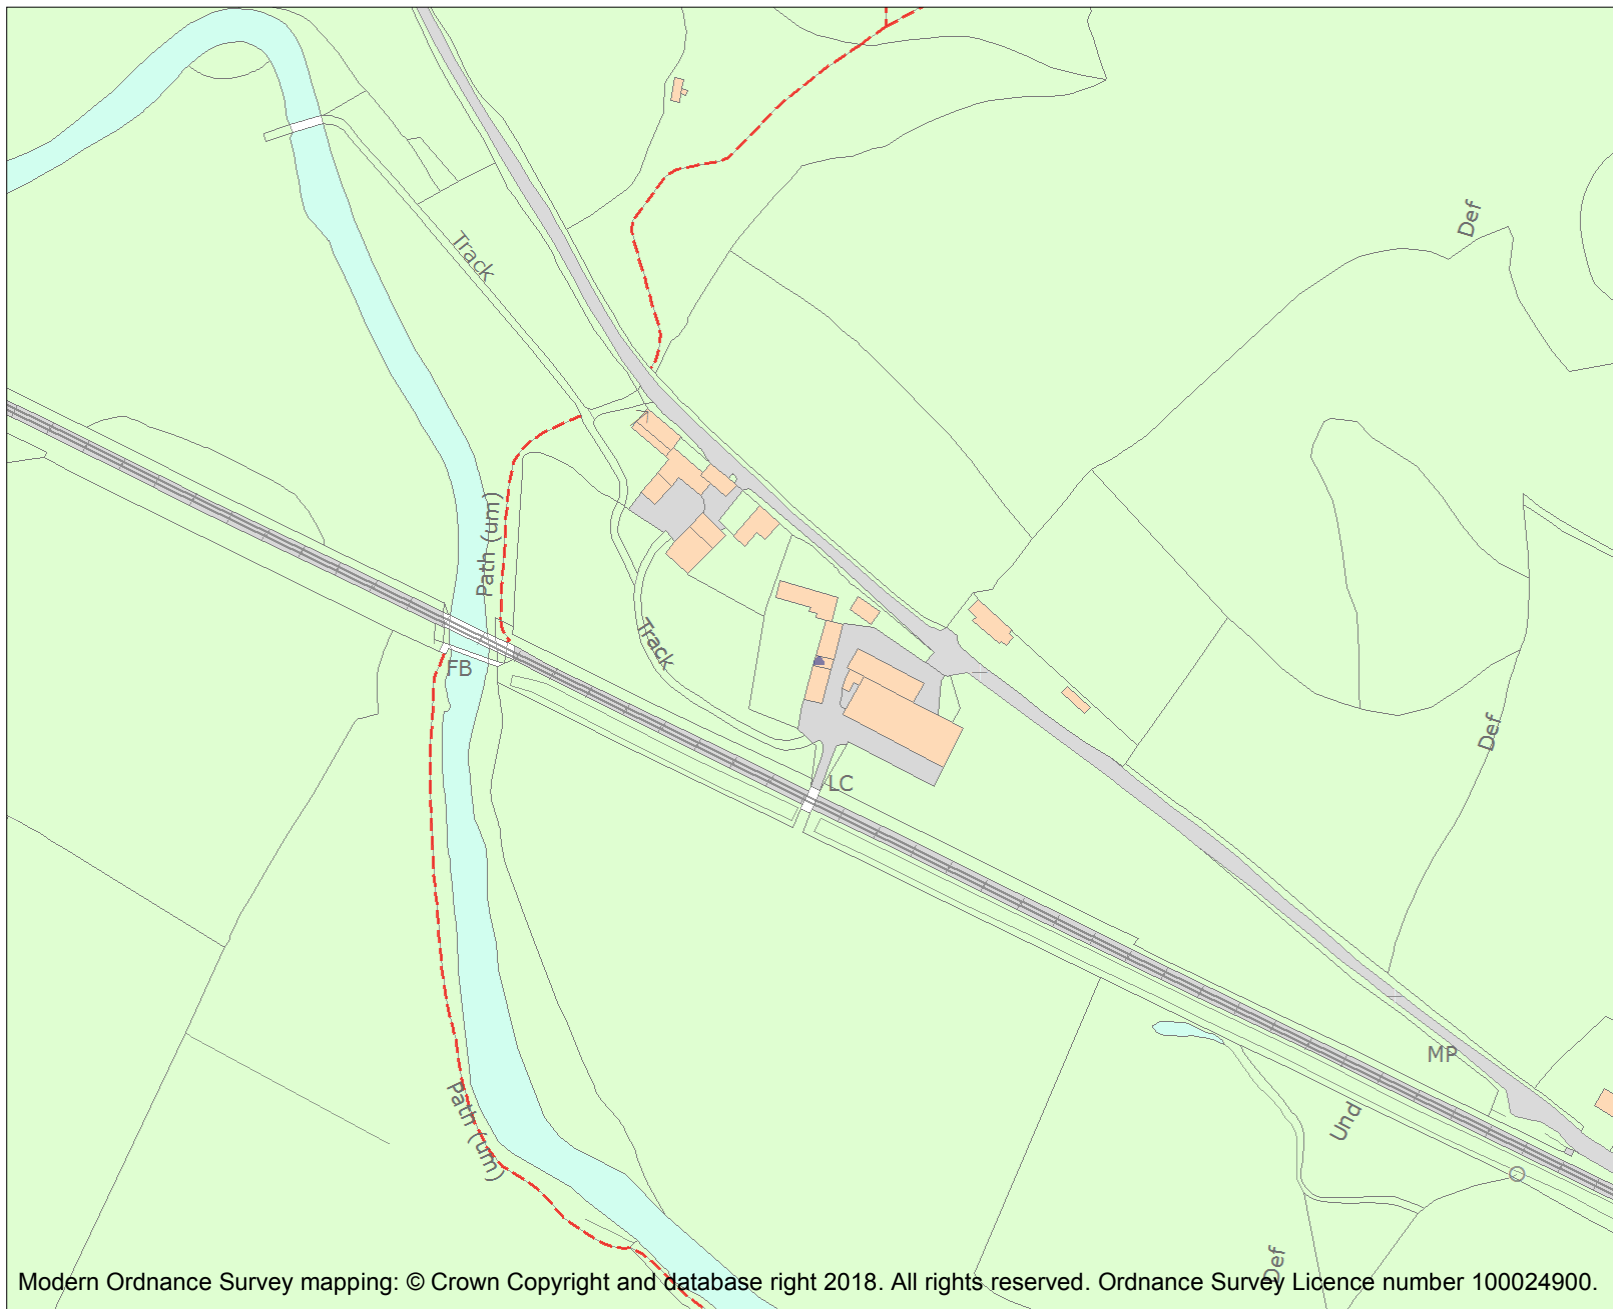 Def
Track
Path (um)
Track
FB
Def
LC
MP
Path (um)
Und
Def
Modern Ordnance Survey mapping: © Crown Copyright and database right 2018. All rights reserved. Ordnance Survey Licence number 100024900.